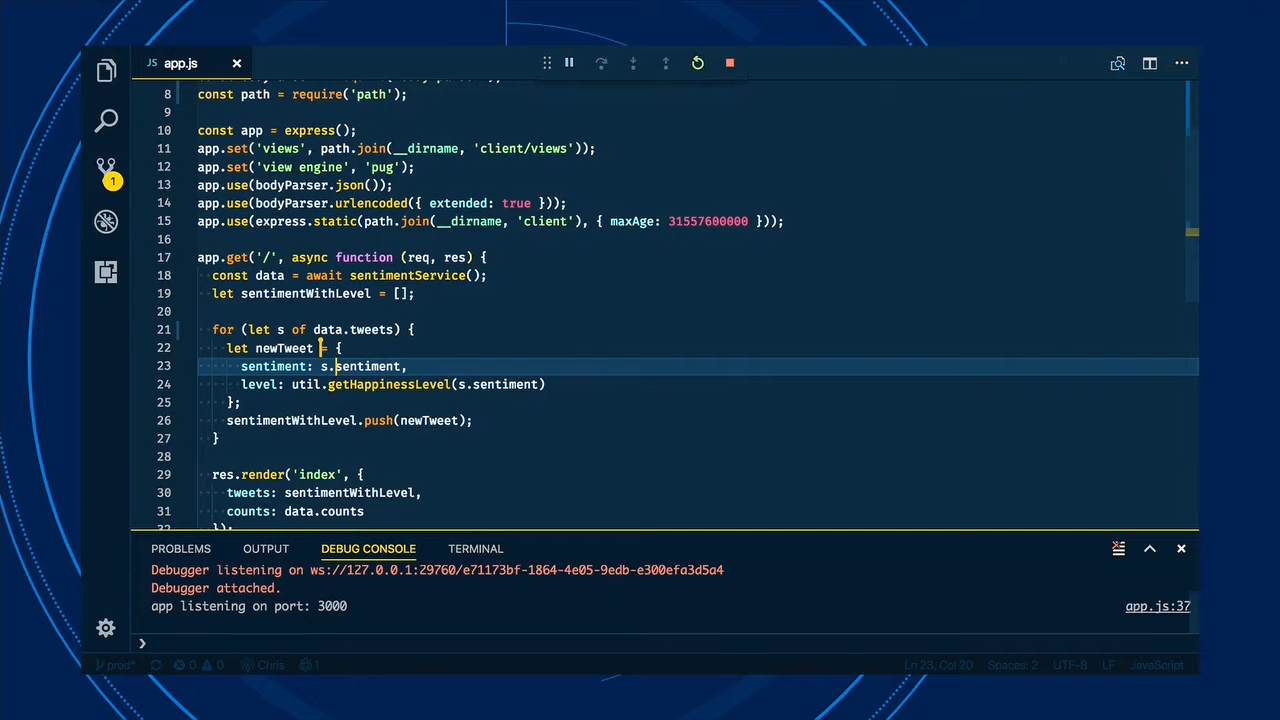 JS app.js
8 const path = require('path');
9
10 const app = express();
11 app.set('views', path.join(__dirname, 'client/views'));
12 app.set('view engine', 'pug');
13 app.use(bodyParser.json());
14 app.use(bodyParser.urlencoded({ extended: true }));
15 app.use(express.static(path.join(__dirname, 'client'), { maxAge: 31557600000 }));
16
17 app.get('/', async function (req, res) {
18 const data = await sentimentService();
19 let sentimentWithLevel = [];
20
21 for (let s of data.tweets) {
22 let newTweet = {
23 sentiment: s.sentiment,
24 level: util.getHappinessLevel(s.sentiment)
25 };
26 sentimentWithLevel.push(newTweet);
27 }
28
29 res.render('index', {
30 tweets: sentimentWithLevel,
31 counts: data.counts
32 });
1
PROBLEMS OUTPUT DEBUG CONSOLE TERMINAL
Debugger listening on ws://127.0.0.1:29760/e71173bf-1864-4e05-9edb-e300efa3d5a4
Debugger attached.
app listening on port: 3000 app.js:37
prod* 0 0 Chris 1 Ln 23, Col 20 Spaces: 2 UTF-8 LF JavaScript